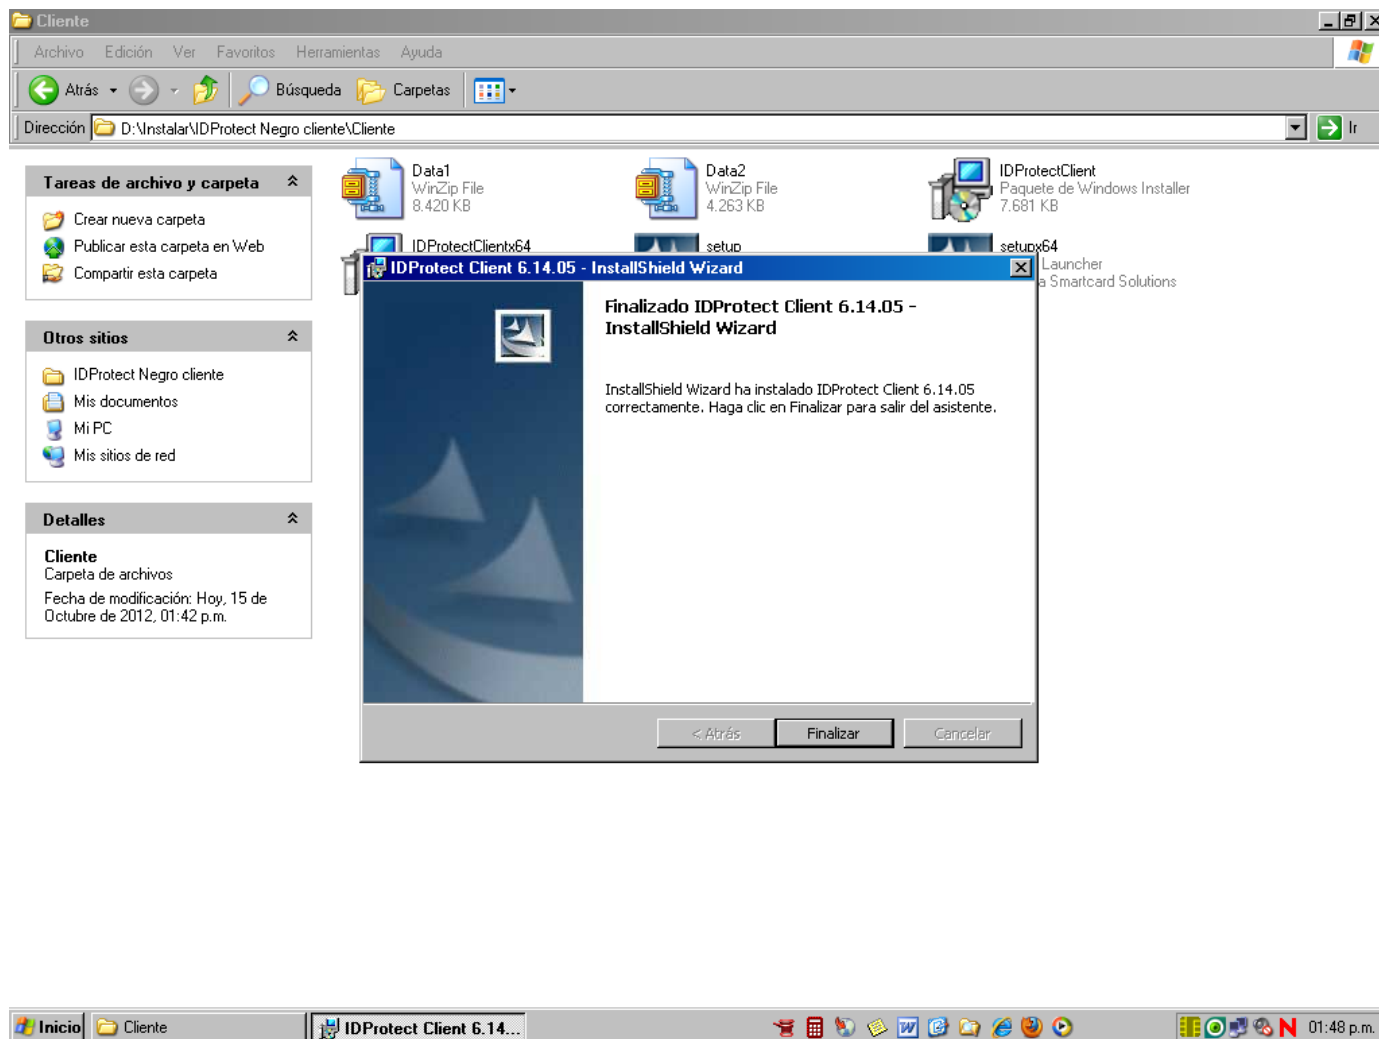 Cliente
Archivo Edición Ver Favoritos Herramientas Ayuda
Atrás Búsqueda Carpetas
Dirección D:\Instalar\IDProtect Negro cliente\Cliente Ir
Tareas de archivo y carpeta
Crear nueva carpeta
Publicar esta carpeta en Web
Compartir esta carpeta
Otros sitios
IDProtect Negro cliente
Mis documentos
Mi PC
Mis sitios de red
Detalles
Cliente
Carpeta de archivos
Fecha de modificación: Hoy, 15 de
Octubre de 2012, 01:42 p.m.
Data1
WinZip File
8.420 KB
Data2
WinZip File
4.263 KB
IDProtectClient
Paquete de Windows Installer
7.681 KB
IDProtectClientx64
setup
setupx64
Launcher
a Smartcard Solutions
IDProtect Client 6.14.05 - InstallShield Wizard
Finalizado IDProtect Client 6.14.05 -
InstallShield Wizard
InstallShield Wizard ha instalado IDProtect Client 6.14.05
correctamente. Haga clic en Finalizar para salir del asistente.
< Atrás Finalizar Cancelar
Inicio Cliente IDProtect Client 6.14... 01:48 p.m.